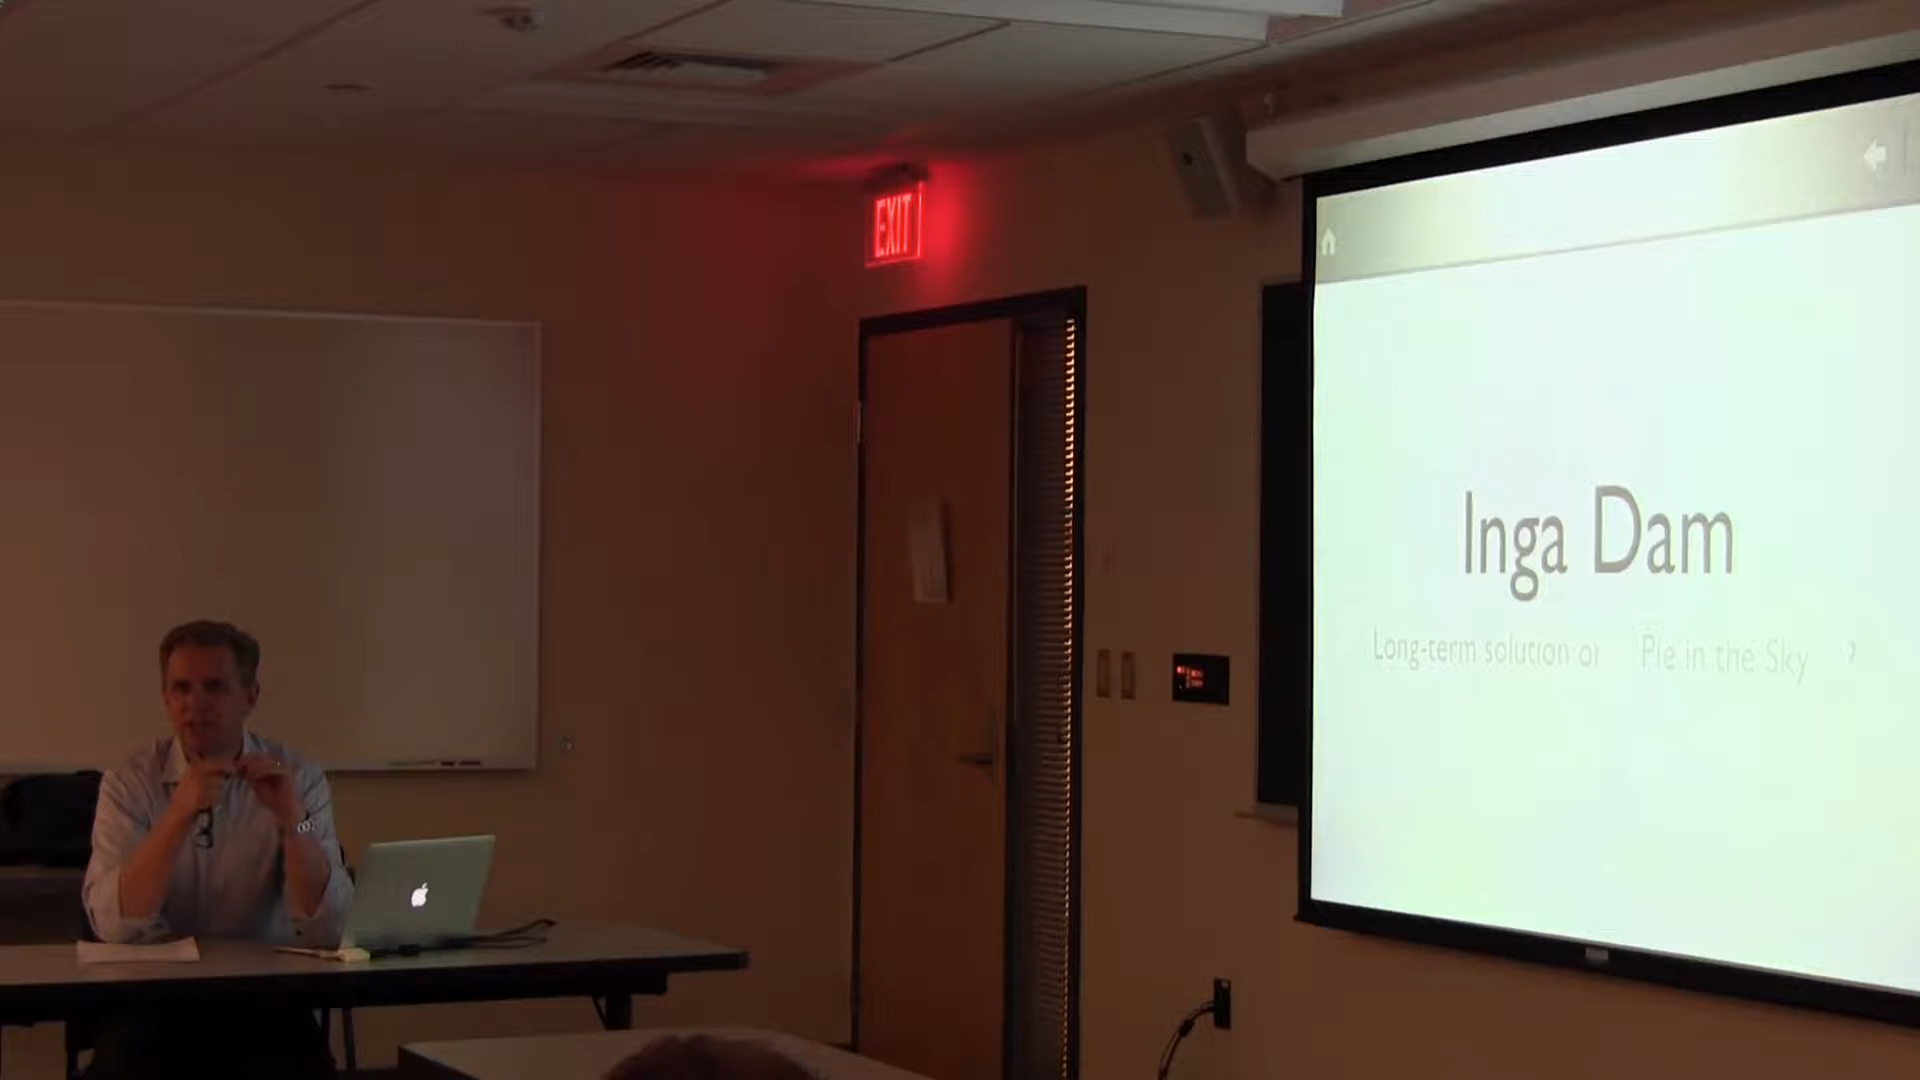 EXIT
Inga Dam
Long-term solution or Pie in the Sky ?